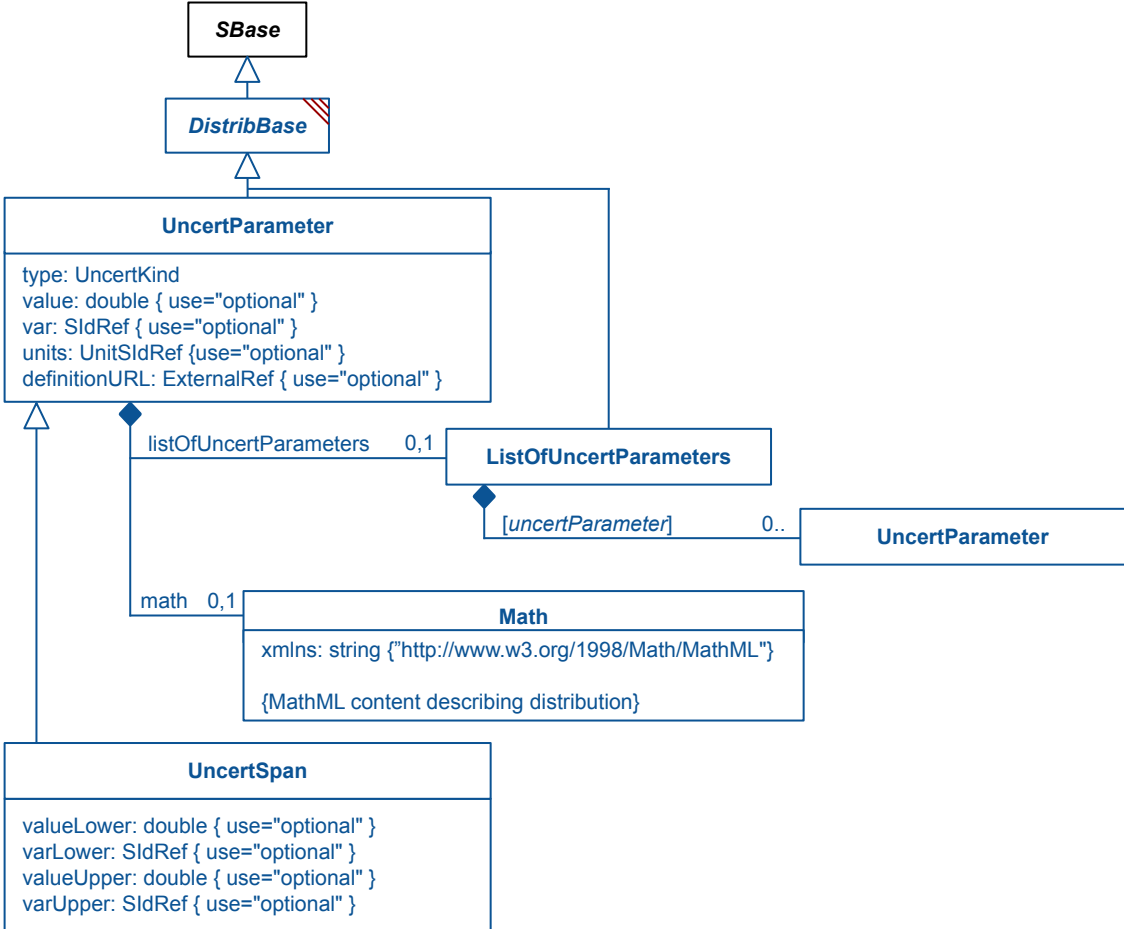 SBase
DistribBase
UncertParameter
type: UncertKind
value: double { use="optional" }
var: SIdRef { use="optional" }
units: UnitSIdRef {use="optional" }
definitionURL: ExternalRef { use="optional" }
listOfUncertParameters 0,1
ListOfUncertParameters
[uncertParameter] 0..
UncertParameter
math 0,1
Math
xmlns: string {”http://www.w3.org/1998/Math/MathML"}
{MathML content describing distribution}
UncertSpan
valueLower: double { use="optional" }
varLower: SIdRef { use="optional" }
valueUpper: double { use="optional" }
varUpper: SIdRef { use="optional" }